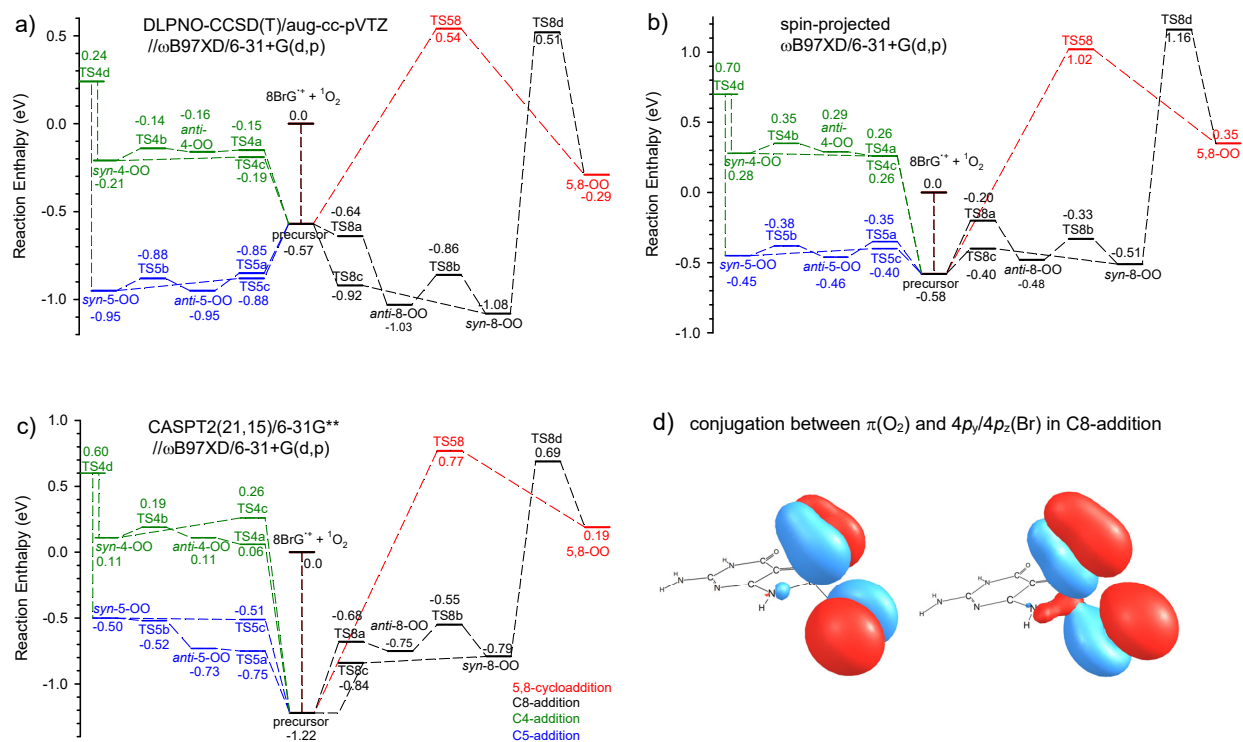 a)
DLPNO-CCSD(T)/aug-cc-pVTZ
//ωB97XD/6-31+G(d,p)
Reaction Enthalpy (eV)
0.5
0.0
-0.5
-1.0
0.24
TS4d
-0.14
TS4b
-0.16
anti-
4-OO
-0.15
TS4a
TS4c
-0.19
syn-4-OO
-0.21
8BrG•+ + 1O2
0.0
TS58
0.54
TS8d
0.51
precursor
-0.57
-0.64
TS8a
TS8c
-0.92
-0.86
TS8b
anti-8-OO
-1.03
-1.08
syn-8-OO
5,8-OO
-0.29
-0.88
TS5b
-0.85
TS5a
TS5c
-0.88
syn-5-OO
-0.95
anti-5-OO
-0.95
b)
spin-projected
ωB97XD/6-31+G(d,p)
Reaction Enthalpy (eV)
1.0
0.5
0.0
-0.5
-1.0
0.70
TS4d
0.35
TS4b
0.29
anti-
4-OO
0.26
TS4a
TS4c
0.26
syn-4-OO
0.28
8BrG•+ + 1O2
0.0
TS58
1.02
TS8d
1.16
0.35
5,8-OO
-0.20
TS8a
TS8c
-0.40
-0.33
TS8b
anti-8-OO
-0.48
-0.51
syn-8-OO
precursor
-0.58
-0.38
TS5b
-0.35
TS5a
TS5c
-0.40
syn-5-OO
-0.45
anti-5-OO
-0.46
c)
CASPT2(21,15)/6-31G**
//ωB97XD/6-31+G(d,p)
Reaction Enthalpy (eV)
1.0
0.5
0.0
-0.5
-1.0
0.60
TS4d
0.19
TS4b
0.26
TS4c
TS4a
0.06
syn-4-OO
0.11
anti-4-OO
0.11
8BrG•+ + 1O2
0.0
TS58
0.77
TS8d
0.69
0.19
5,8-OO
syn-5-OO
-0.50
TS5b
-0.52
-0.51
TS5c
anti-5-OO
-0.73
TS5a
-0.75
-0.68
TS8a
anti-8-OO
-0.75
-0.55
TS8b
-0.79
syn-8-OO
TS8c
-0.84
precursor
-1.22
5,8-cycloaddition
C8-addition
C4-addition
C5-addition
d) conjugation between π(O2) and 4py/4pz(Br) in C8-addition
H
N
O
H
N
N
H
N
H
H
N
O
H
N
N
H
N
H